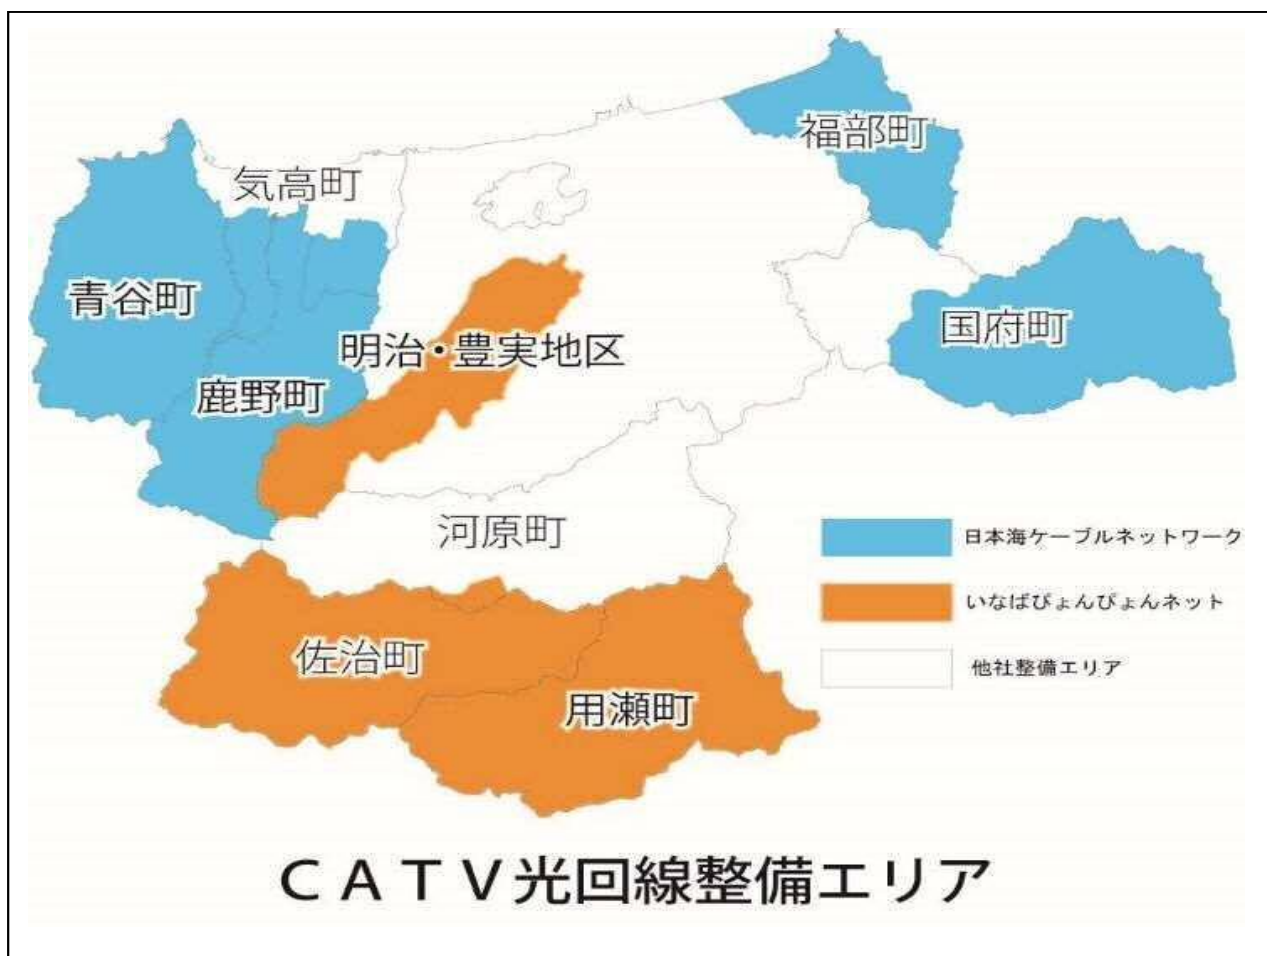 福部町
気高町
青谷町
国府町
明治・豊実地区
鹿野町
河原町
日本海ケーブルネットワーク
いなばぴょんぴょんネット
佐治町
他社整備エリア
用瀬町
CATV光回線整備エリア